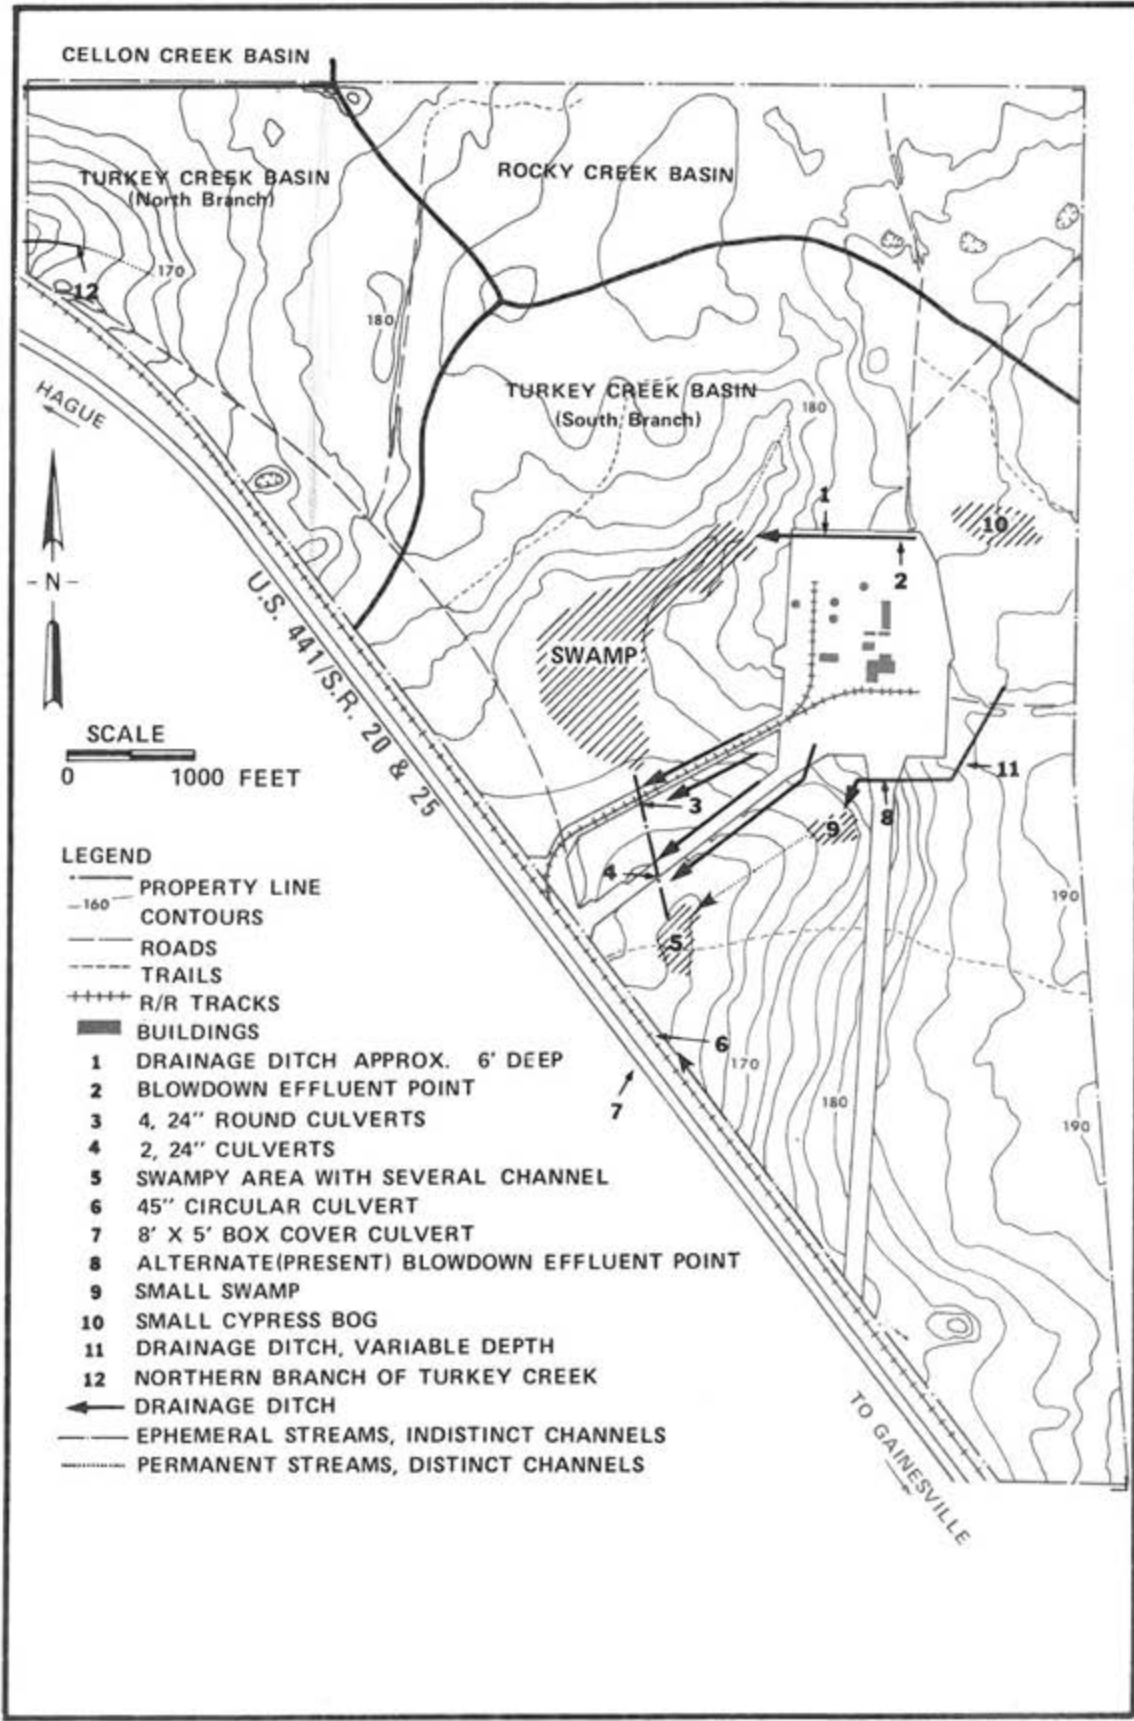 CELLON CREEK BASIN
TURKEY CREEK BASIN
(North Branch)
ROCKY CREEK BASIN
170
12
180
HAGUE
TURKEY CREEK BASIN
(South Branch)
180
1
10
2
N
U.S. 441/S.R. 20 & 25
SWAMP
SCALE
0 1000 FEET
11
3
8
9
4
5
190
6
170
7
180
190
TO GAINESVILLE
LEGEND
PROPERTY LINE
160 CONTOURS
ROADS
TRAILS
R/R TRACKS
BUILDINGS
1 DRAINAGE DITCH APPROX. 6' DEEP
2 BLOWDOWN EFFLUENT POINT
3 4, 24" ROUND CULVERTS
4 2, 24" CULVERTS
5 SWAMPY AREA WITH SEVERAL CHANNEL
6 45" CIRCULAR CULVERT
7 8' X 5' BOX COVER CULVERT
8 ALTERNATE(PRESENT) BLOWDOWN EFFLUENT POINT
9 SMALL SWAMP
10 SMALL CYPRESS BOG
11 DRAINAGE DITCH, VARIABLE DEPTH
12 NORTHERN BRANCH OF TURKEY CREEK
DRAINAGE DITCH
EPHEMERAL STREAMS, INDISTINCT CHANNELS
PERMANENT STREAMS, DISTINCT CHANNELS